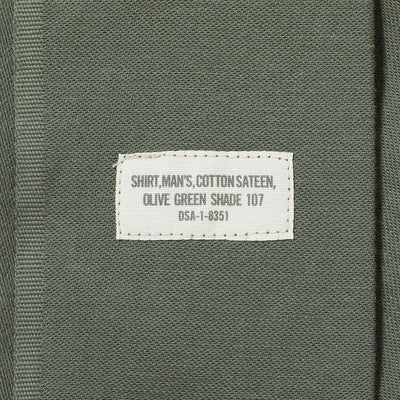 SHIRT, MAN'S, COTTON SATEEN,
OLIVE GREEN SHADE 107
DSA-1-8351